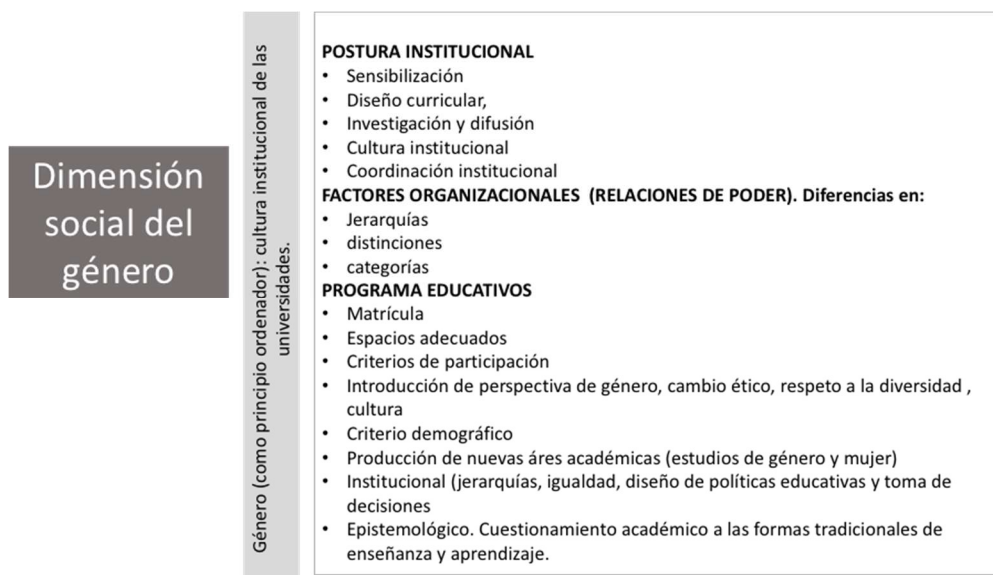 Dimensión
social del
género
Género (como principio ordenador): cultura institucional de las
universidades.
POSTURA INSTITUCIONAL
• Sensibilización
• Diseño curricular,
• Investigación y difusión
• Cultura institucional
• Coordinación institucional
FACTORES ORGANIZACIONALES (RELACIONES DE PODER). Diferencias en:
• Jerarquías
• distinciones
• categorías
PROGRAMA EDUCATIVOS
• Matrícula
• Espacios adecuados
• Criterios de participación
• Introducción de perspectiva de género, cambio ético, respeto a la diversidad ,
cultura
• Criterio demográfico
• Producción de nuevas áres académicas (estudios de género y mujer)
• Institucional (jerarquías, igualdad, diseño de políticas educativas y toma de
decisiones
• Epistemológico. Cuestionamiento académico a las formas tradicionales de
enseñanza y aprendizaje.